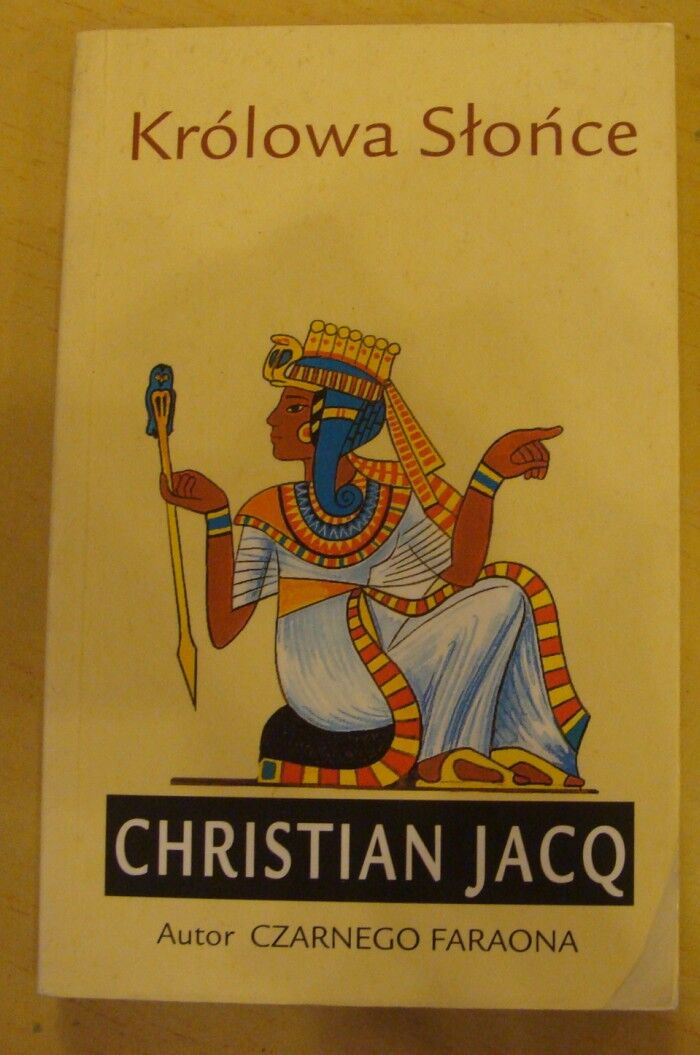 Królowa Słońce
CHRISTIAN JACQ
Autor CZARNEGO FARAONA